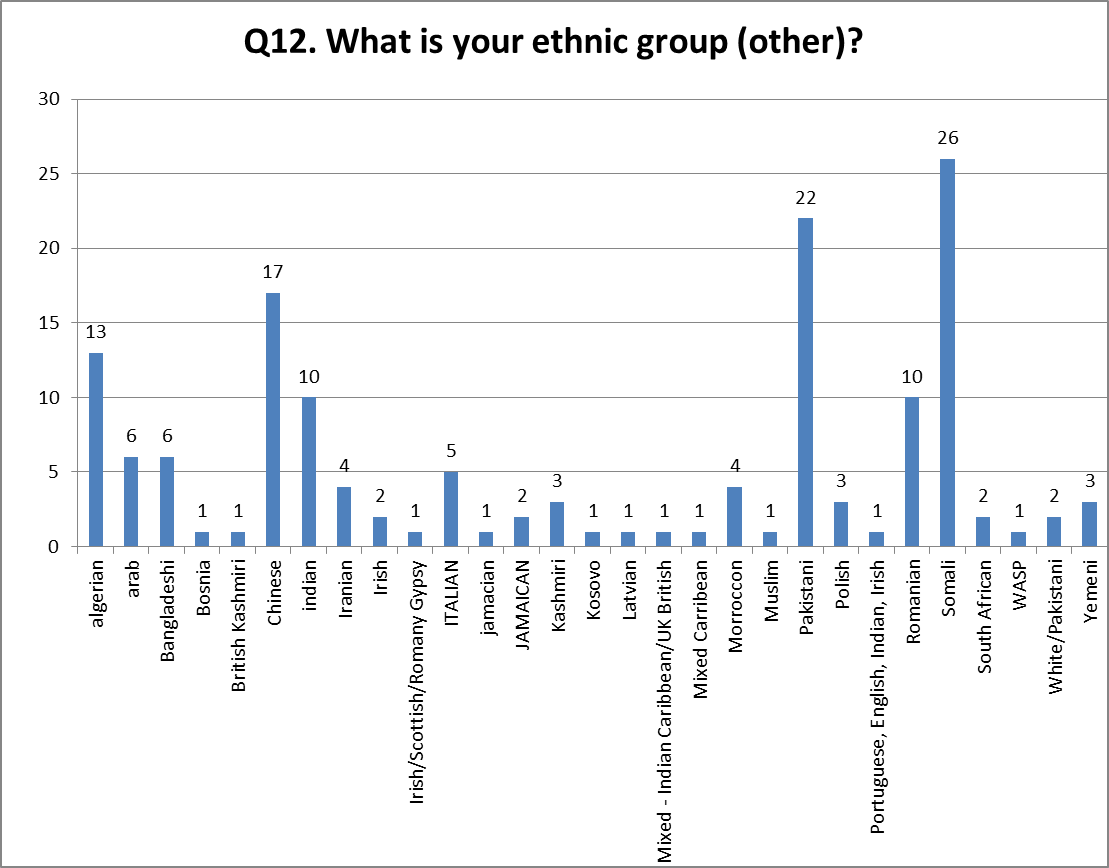 Q12. What is your ethnic group (other)?
30
25
20
15
10
5
0
13
6
6
1
1
17
10
4
2
1
5
1
2
3
1
1
1
1
4
1
22
3
1
10
26
2
1
2
3
algerian
arab
Bangladeshi
Bosnia
British Kashmiri
Chinese
indian
Iranian
Irish
Irish/Scottish/Romany Gypsy
ITALIAN
jamacian
JAMAICAN
Kashmiri
Kosovo
Latvian
Mixed - Indian Caribbean/UK British
Mixed Carribean
Morroccon
Muslim
Pakistani
Polish
Portuguese, English, Indian, Irish
Romanian
Somali
South African
WASP
White/Pakistani
Yemeni